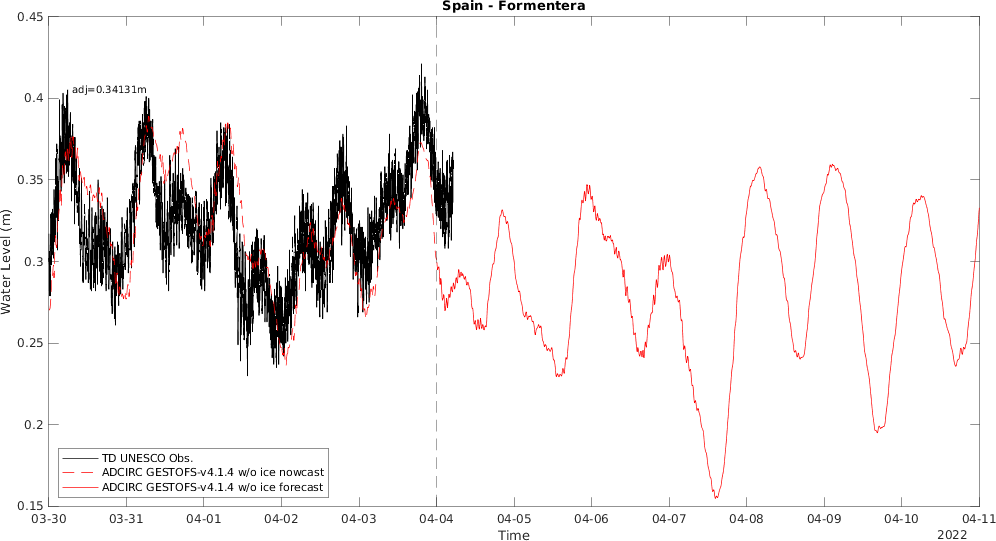 Spain - Formentera
0.45
0.4
0.35
0.3
0.25
0.2
0.15
Water Level (m)
adj=0.34131m
TD UNESCO Obs.
ADCIRC GESTOFS-v4.1.4 w/o ice nowcast
ADCIRC GESTOFS-v4.1.4 w/o ice forecast
03-30 03-31 04-01 04-02 04-03 04-04 04-05 04-06 04-07 04-08 04-09 04-10 04-11
Time
2022